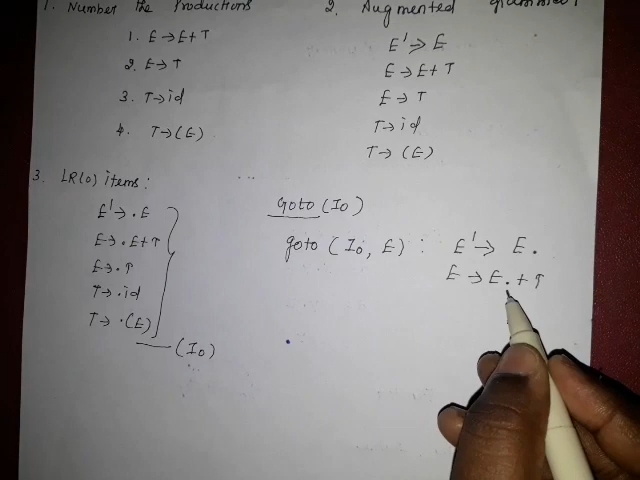 1. Number the Productions
1. E → E + T
2. E → T
3. T → id
4. T → (E)
2. Augmented grammar
E' → E
E → E + T
E → T
T → id
T → (E)
3. LR(0) items:
E' → . E
E → . E + T
E → . T
T → . id
T → . (E)
(I0)
Goto (I0)
goto (I0, E) : E' → E .
E → E . + T